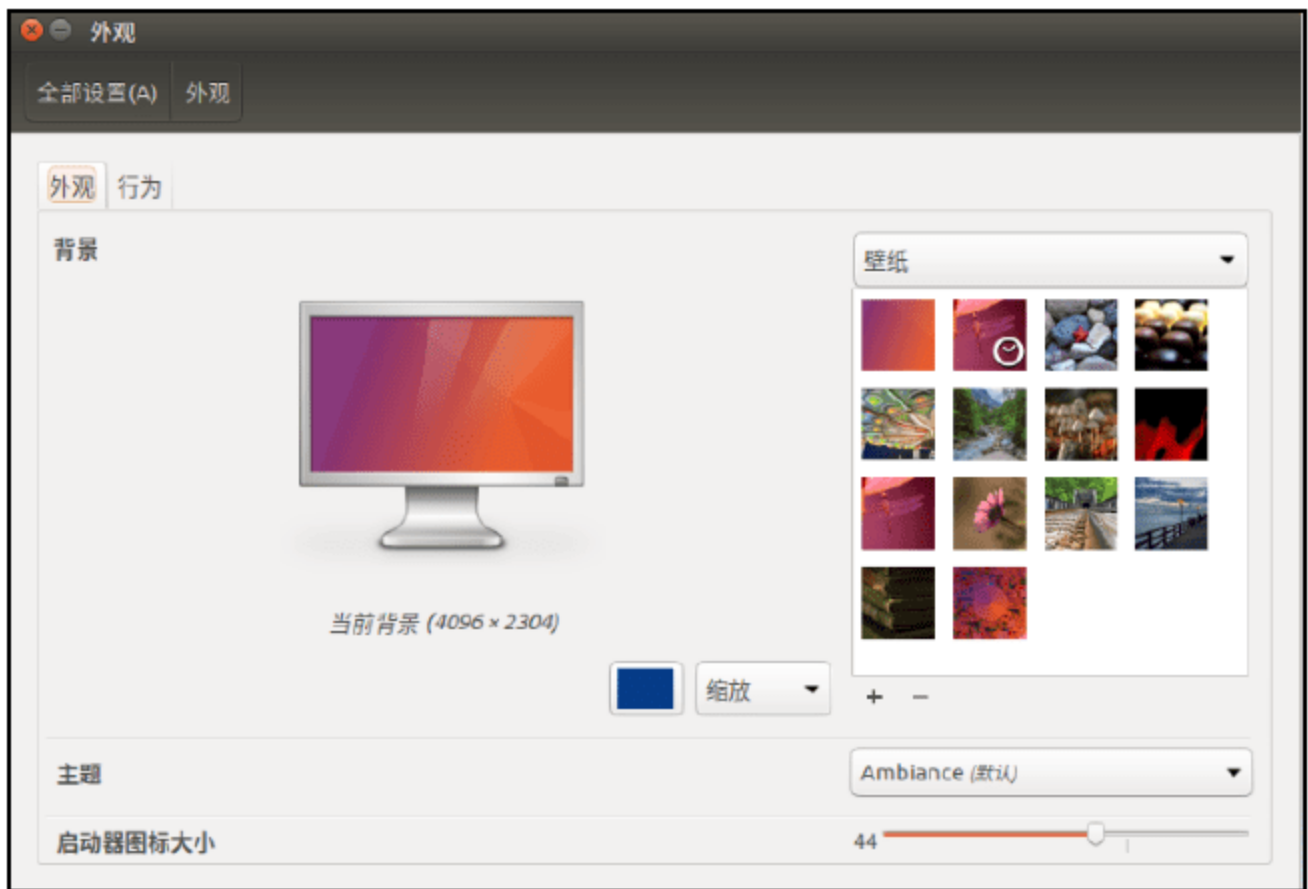 外观
全部设置(A) 外观
外观 行为
背景
壁纸
当前背景 (4096 × 2304)
缩放
+ −
主题
Ambiance (默认)
启动器图标大小
44